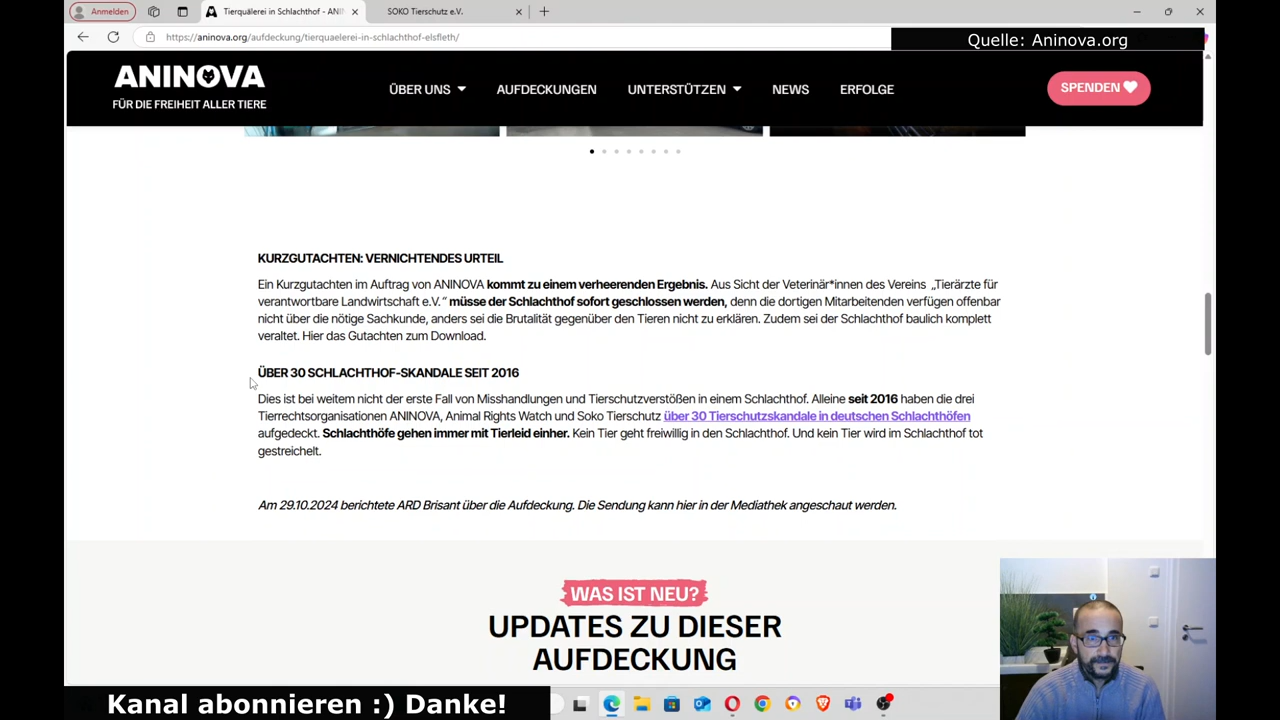 Anmelden
Tierquälerei in Schlachthof - ANI
SOKO Tierschutz e.V.
https://aninova.org/aufdeckung/tierquaelerei-in-schlachthof-elsfleth/
Quelle: Aninova.org
ANINOVA
FÜR DIE FREIHEIT ALLER TIERE
ÜBER UNS
AUFDECKUNGEN
UNTERSTÜTZEN
NEWS
ERFOLGE
SPENDEN
KURZGUTACHTEN: VERNICHTENDES URTEIL
Ein Kurzgutachten im Auftrag von ANINOVA kommt zu einem verheerenden Ergebnis. Aus Sicht der Veterinär*innen des Vereins „Tierärzte für
verantwortbare Landwirtschaft e.V.“ müsse der Schlachthof sofort geschlossen werden, denn die dortigen Mitarbeitenden verfügen offenbar
nicht über die nötige Sachkunde, anders sei die Brutalität gegenüber den Tieren nicht zu erklären. Zudem sei der Schlachthof baulich komplett
veraltet. Hier das Gutachten zum Download.
ÜBER 30 SCHLACHTHOF-SKANDALE SEIT 2016
Dies ist bei weitem nicht der erste Fall von Misshandlungen und Tierschutzverstößen in einem Schlachthof. Alleine seit 2016 haben die drei
Tierrechtsorganisationen ANINOVA, Animal Rights Watch und Soko Tierschutz über 30 Tierschutzskandale in deutschen Schlachthöfen
aufgedeckt. Schlachthöfe gehen immer mit Tierleid einher. Kein Tier geht freiwillig in den Schlachthof. Und kein Tier wird im Schlachthof tot
gestreichelt.
Am 29.10.2024 berichtete ARD Brisant über die Aufdeckung. Die Sendung kann hier in der Mediathek angeschaut werden.
WAS IST NEU?
UPDATES ZU DIESER
AUFDECKUNG
Kanal abonnieren :) Danke!